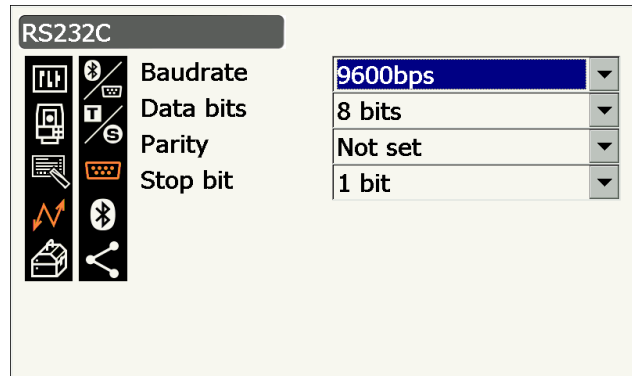 RS232C
Baudrate 9600bps
Data bits 8 bits
Parity Not set
Stop bit 1 bit
T
S